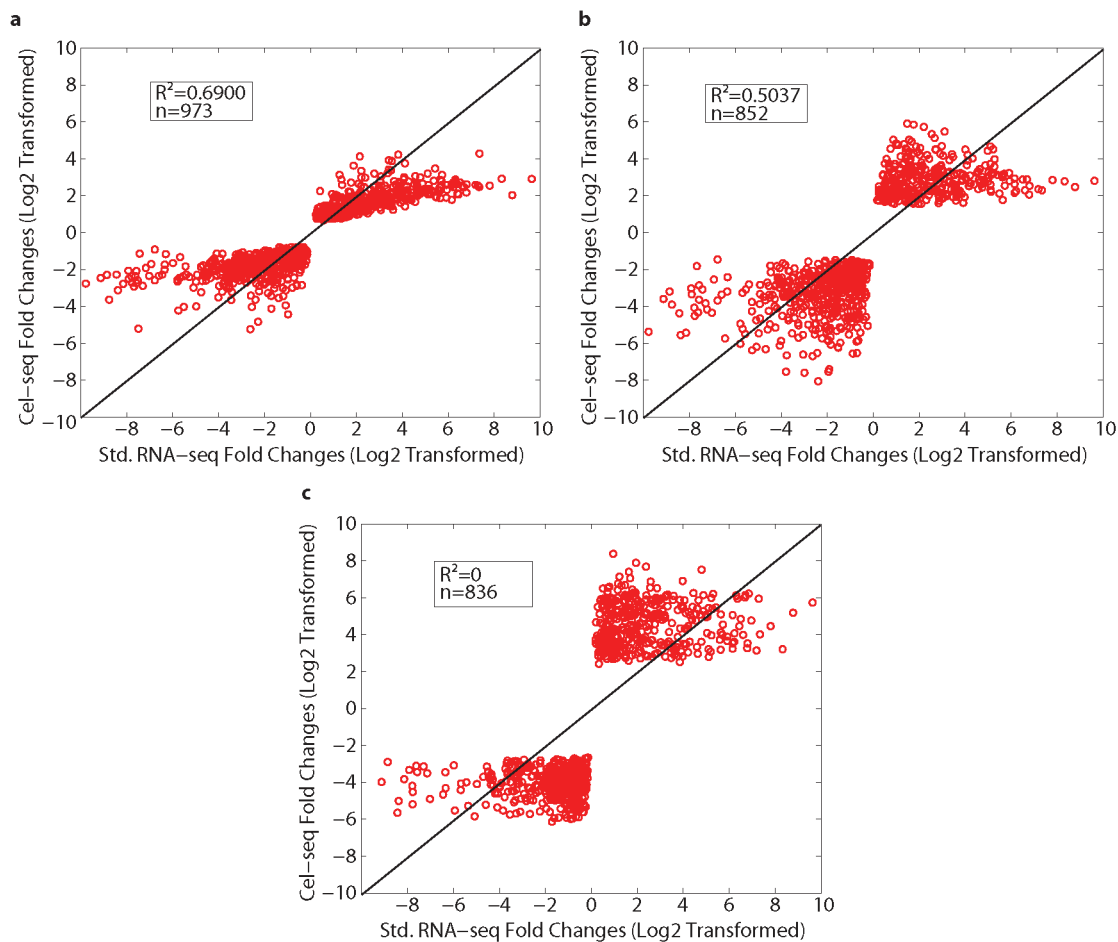 a
10
8
6
4
2
0
−2
−4
−6
−8
−10
Cel−seq Fold Changes (Log2 Transformed)
R²=0.6900
n=973
−8 −6 −4 −2 0 2 4 6 8 10
Std. RNA−seq Fold Changes (Log2 Transformed)
b
10
8
6
4
2
0
−2
−4
−6
−8
−10
Cel−seq Fold Changes (Log2 Transformed)
R²=0.5037
n=852
−8 −6 −4 −2 0 2 4 6 8 10
Std. RNA−seq Fold Changes (Log2 Transformed)
c
10
8
6
4
2
0
−2
−4
−6
−8
−10
Cel−seq Fold Changes (Log2 Transformed)
R²=0
n=836
−8 −6 −4 −2 0 2 4 6 8 10
Std. RNA−seq Fold Changes (Log2 Transformed)